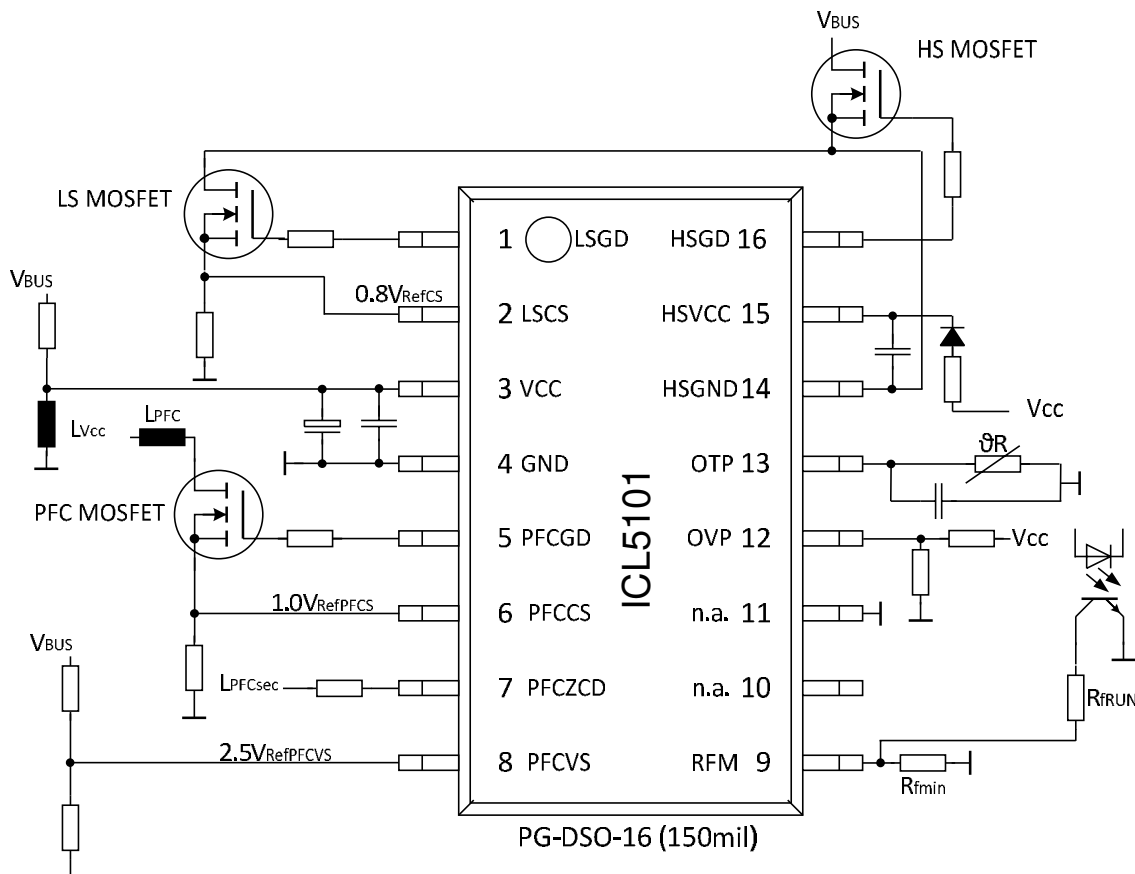 VBUS
HS MOSFET
LS MOSFET
1 LSGD
HSGD 16
VBUS
0.8VRefCS
2 LSCS
HSVCC 15
3 VCC
HSGND 14
Vcc
LVcc
LPFC
4 GND
OTP 13
ϑR
PFC MOSFET
5 PFCGD
OVP 12
Vcc
ICL5101
1.0VRefPFCS
6 PFCCS
n.a. 11
VBUS
LPFCsec
7 PFCZCD
n.a. 10
RfRUN
2.5VRefPFCVS
8 PFCVS
RFM 9
Rfmin
PG-DSO-16 (150mil)